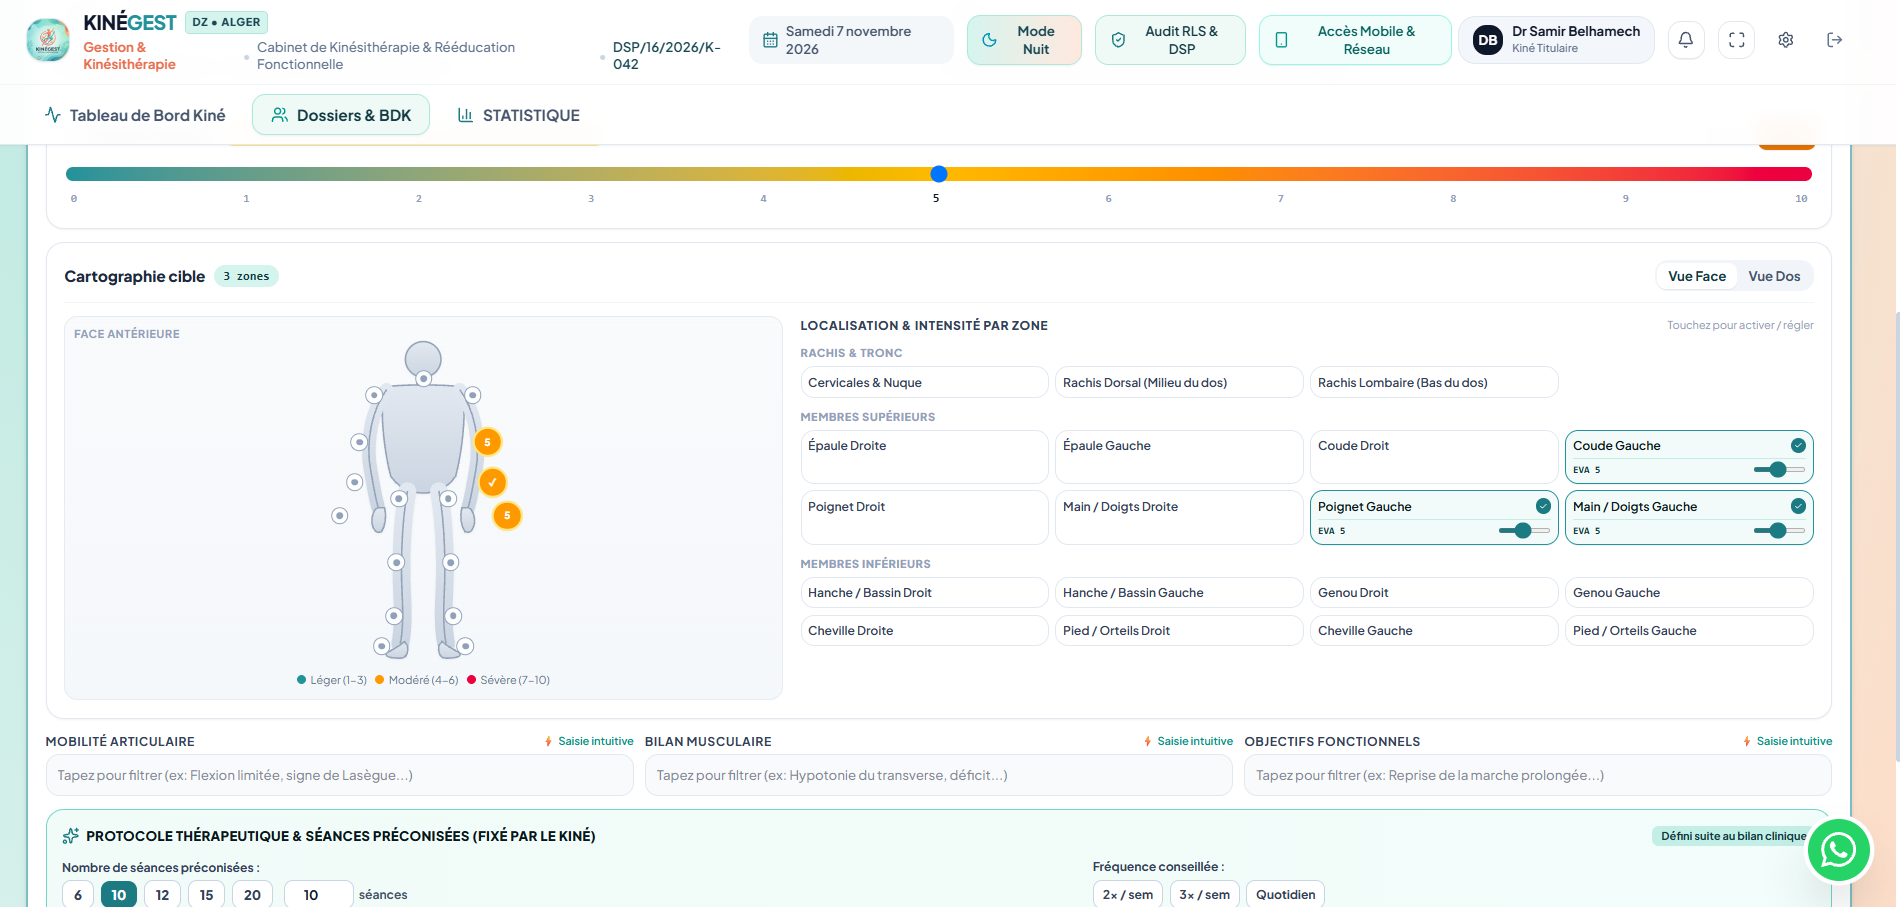 KINÉGEST
DZ • ALGER
Gestion & Kinésithérapie
Cabinet de Kinésithérapie & Rééducation Fonctionnelle
DSP/16/2026/K-042
Samedi 7 novembre 2026
Mode Nuit
Audit RLS & DSP
Accès Mobile & Réseau
DB
Dr Samir Belhamech
Kiné Titulaire
Tableau de Bord Kiné
Dossiers & BDK
STATISTIQUE
0 1 2 3 4 5 6 7 8 9 10
Cartographie cible
3 zones
Vue Face
Vue Dos
FACE ANTÉRIEURE
5
5
Léger (1-3)
Modéré (4-6)
Sévère (7-10)
LOCALISATION & INTENSITÉ PAR ZONE
Touchez pour activer / régler
RACHIS & TRONC
Cervicales & Nuque
Rachis Dorsal (Milieu du dos)
Rachis Lombaire (Bas du dos)
MEMBRES SUPÉRIEURS
Épaule Droite
Épaule Gauche
Coude Droit
Coude Gauche
EVA 5
Poignet Droit
Main / Doigts Droite
Poignet Gauche
EVA 5
Main / Doigts Gauche
EVA 5
MEMBRES INFÉRIEURS
Hanche / Bassin Droit
Hanche / Bassin Gauche
Genou Droit
Genou Gauche
Cheville Droite
Pied / Orteils Droit
Cheville Gauche
Pied / Orteils Gauche
MOBILITÉ ARTICULAIRE
Saisie intuitive
Tapez pour filtrer (ex: Flexion limitée, signe de Lasègue...)
BILAN MUSCULAIRE
Saisie intuitive
Tapez pour filtrer (ex: Hypotonie du transverse, déficit...)
OBJECTIFS FONCTIONNELS
Saisie intuitive
Tapez pour filtrer (ex: Reprise de la marche prolongée...)
PROTOCOLE THÉRAPEUTIQUE & SÉANCES PRÉCONISÉES (FIXÉ PAR LE KINÉ)
Défini suite au bilan clinique
Nombre de séances préconisées :
6 10 12 15 20 10 séances
Fréquence conseillée :
2× / sem
3× / sem
Quotidien